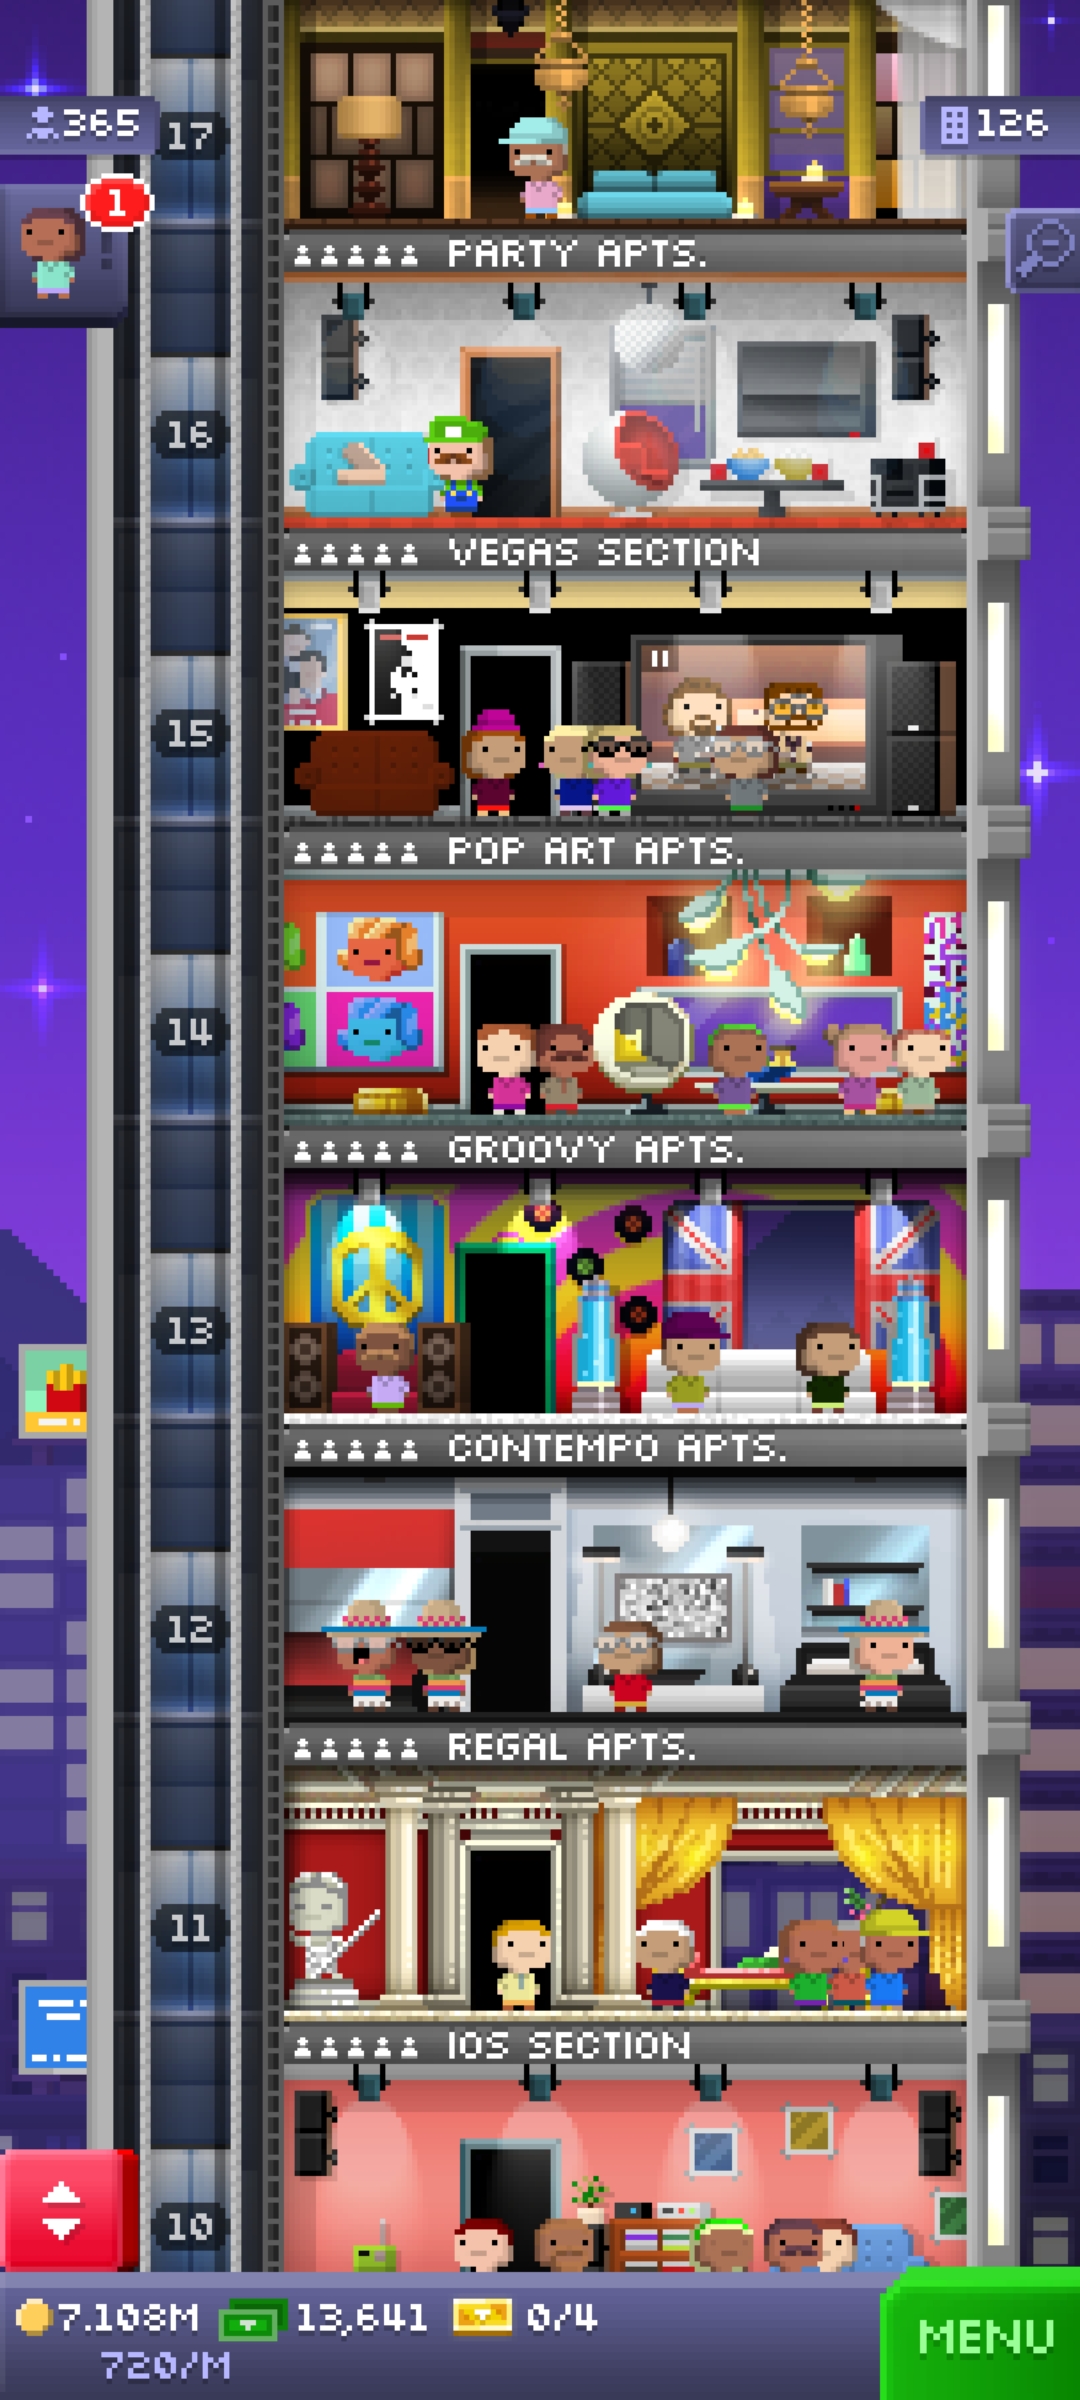 365
17
126
1
PARTY APTS.
16
VEGAS SECTION
15
POP ART APTS.
14
GROOVY APTS.
13
CONTEMPO APTS.
12
REGAL APTS.
11
IOS SECTION
10
7.108M 13,641 0/4
720/M
MENU